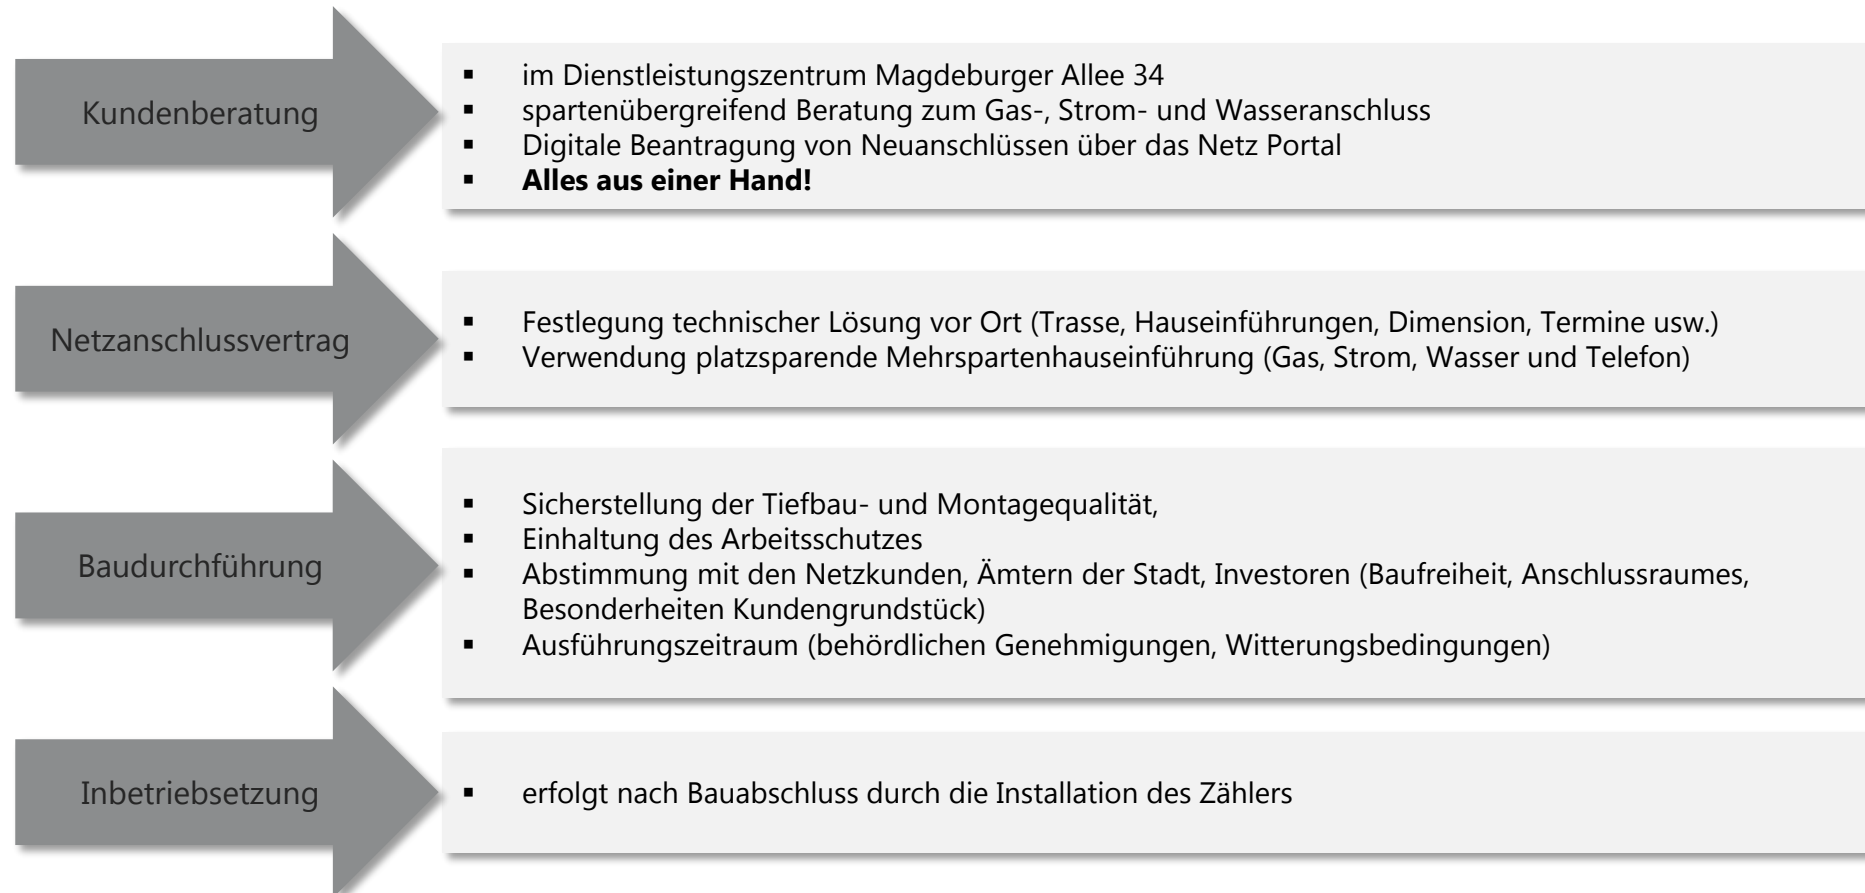 Kundenberatung
▪ im Dienstleistungszentrum Magdeburger Allee 34
▪ spartenübergreifend Beratung zum Gas-, Strom- und Wasseranschluss
▪ Digitale Beantragung von Neuanschlüssen über das Netz Portal
▪ Alles aus einer Hand!
Netzanschlussvertrag
▪ Festlegung technischer Lösung vor Ort (Trasse, Hauseinführungen, Dimension, Termine usw.)
▪ Verwendung platzsparende Mehrspartenhauseinführung (Gas, Strom, Wasser und Telefon)
Baudurchführung
▪ Sicherstellung der Tiefbau- und Montagequalität,
▪ Einhaltung des Arbeitsschutzes
▪ Abstimmung mit den Netzkunden, Ämtern der Stadt, Investoren (Baufreiheit, Anschlussraumes,
Besonderheiten Kundengrundstück)
▪ Ausführungszeitraum (behördlichen Genehmigungen, Witterungsbedingungen)
Inbetriebsetzung
▪ erfolgt nach Bauabschluss durch die Installation des Zählers